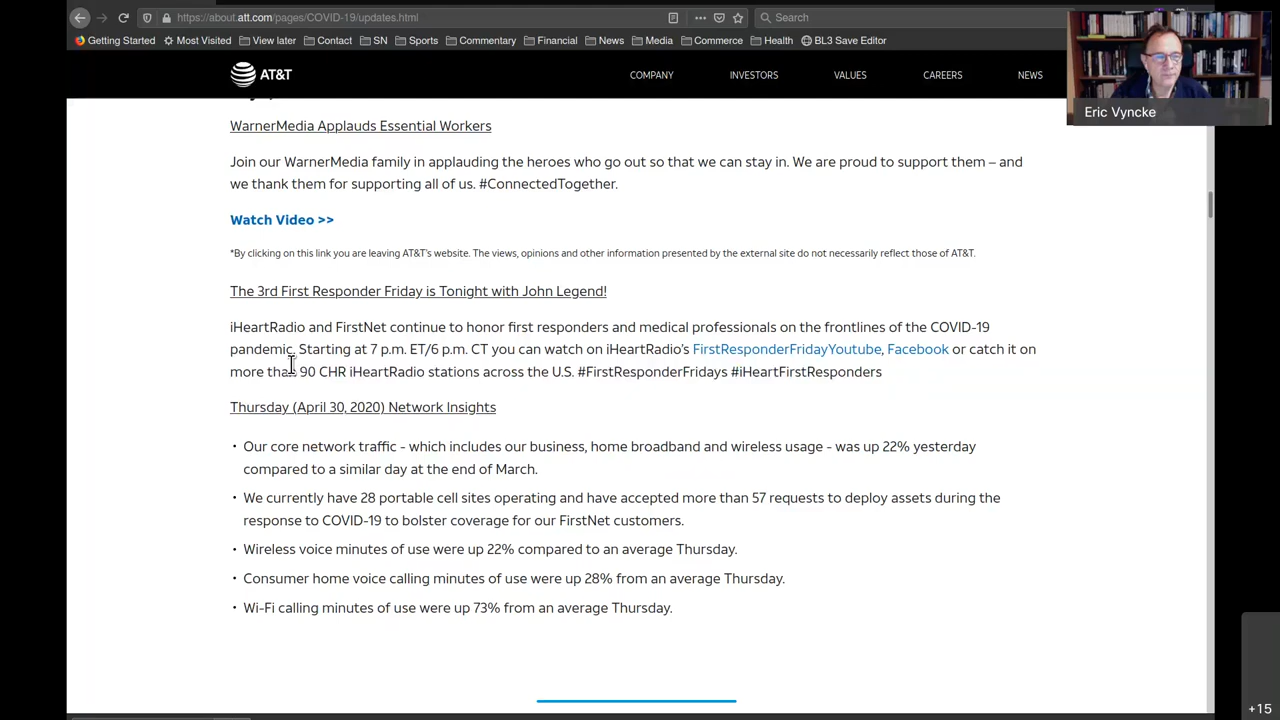 https://about.att.com/pages/COVID-19/updates.html
Search
Getting Started Most Visited View later Contact SN Sports Commentary Financial News Media Commerce Health BL3 Save Editor
AT&T COMPANY INVESTORS VALUES CAREERS NEWS
Eric Vyncke
WarnerMedia Applauds Essential Workers
Join our WarnerMedia family in applauding the heroes who go out so that we can stay in. We are proud to support them – and
we thank them for supporting all of us. #ConnectedTogether.
Watch Video >>
*By clicking on this link you are leaving AT&T's website. The views, opinions and other information presented by the external site do not necessarily reflect those of AT&T.
The 3rd First Responder Friday is Tonight with John Legend!
iHeartRadio and FirstNet continue to honor first responders and medical professionals on the frontlines of the COVID-19
pandemic. Starting at 7 p.m. ET/6 p.m. CT you can watch on iHeartRadio's FirstResponderFridayYoutube, Facebook or catch it on
more than 90 CHR iHeartRadio stations across the U.S. #FirstResponderFridays #iHeartFirstResponders
Thursday (April 30, 2020) Network Insights
• Our core network traffic - which includes our business, home broadband and wireless usage - was up 22% yesterday
compared to a similar day at the end of March.
• We currently have 28 portable cell sites operating and have accepted more than 57 requests to deploy assets during the
response to COVID-19 to bolster coverage for our FirstNet customers.
• Wireless voice minutes of use were up 22% compared to an average Thursday.
• Consumer home voice calling minutes of use were up 28% from an average Thursday.
• Wi-Fi calling minutes of use were up 73% from an average Thursday.
+15